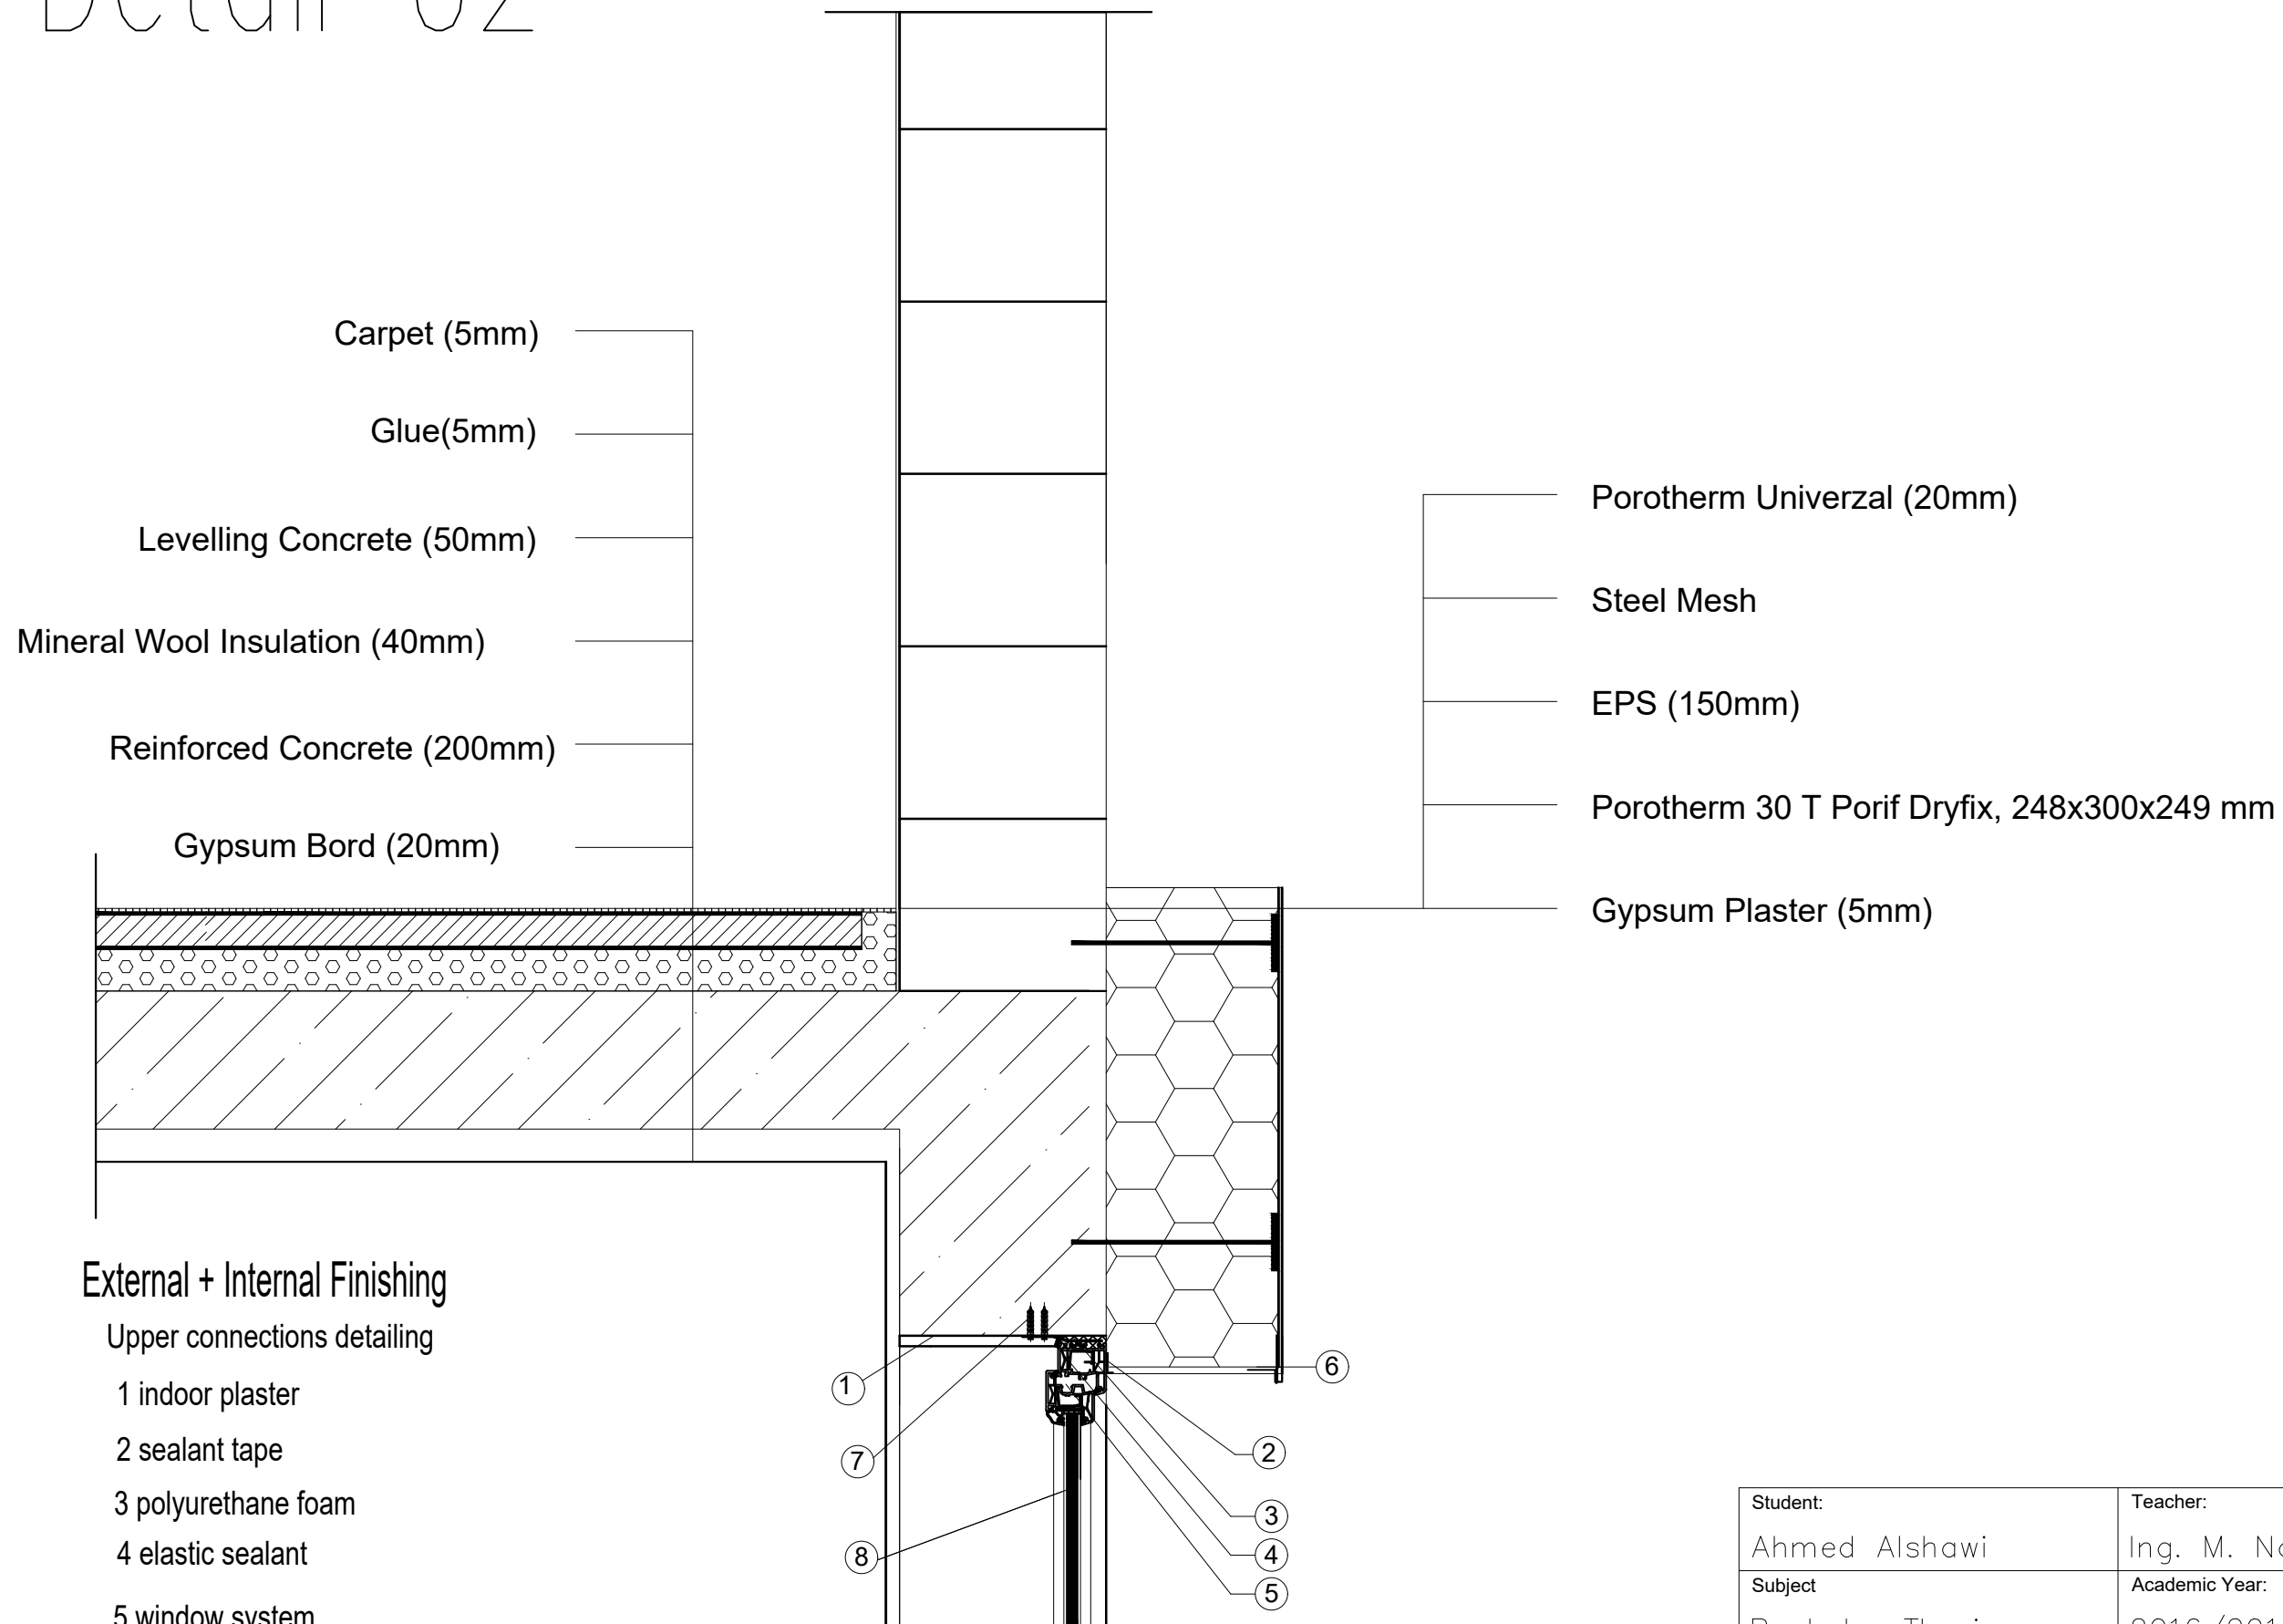 Detail 02
Carpet (5mm)
Glue(5mm)
Levelling Concrete (50mm)
Mineral Wool Insulation (40mm)
Reinforced Concrete (200mm)
Gypsum Bord (20mm)
Porotherm Univerzal (20mm)
Steel Mesh
EPS (150mm)
Porotherm 30 T Porif Dryfix, 248x300x249 mm
Gypsum Plaster (5mm)
External + Internal Finishing
Upper connections detailing
1 indoor plaster
2 sealant tape
3 polyurethane foam
4 elastic sealant
5 window system
1
7
8
6
2
3
4
5
Student:
Ahmed Alshawi
Teacher:
Ing. M.
Subject
Academic Year: